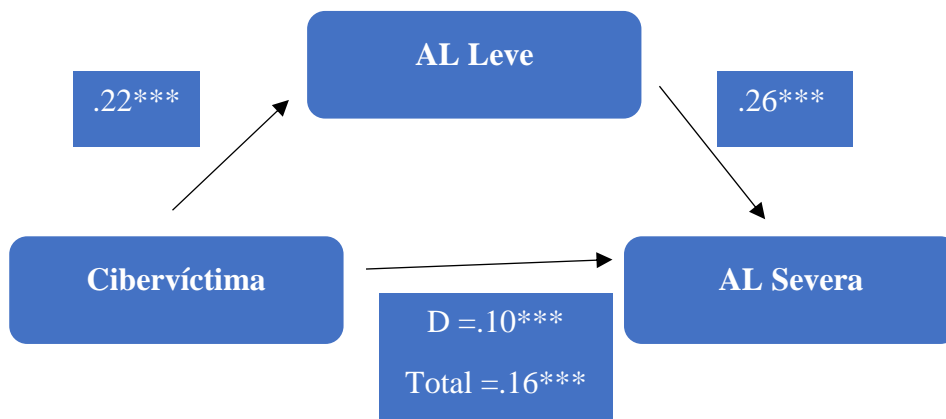 AL Leve
.22***
.26***
Cibervíctima
AL Severa
D =.10***
Total =.16***